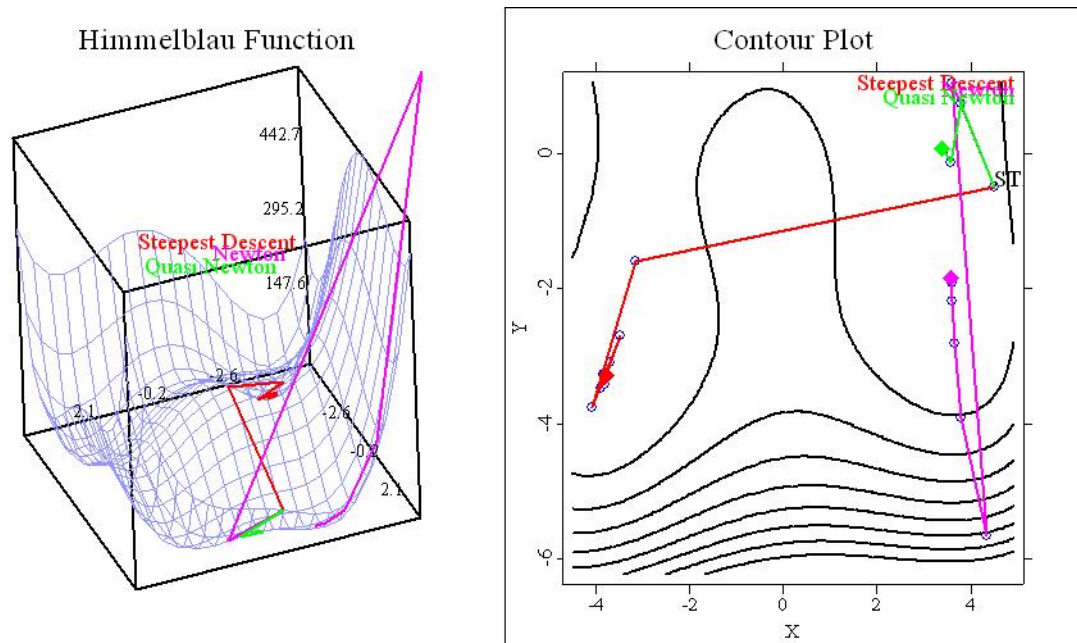 Himmelblau Function
442.7
295.2
Steepest Descent
Newton
Quasi Newton
147.6
-2.6
-0.2
2.1
-2.6
-0.2
2.1
Contour Plot
Steepest Descent
Newton
Quasi Newton
ST
0
-2
-4
-6
Y
-4 -2 0 2 4
X